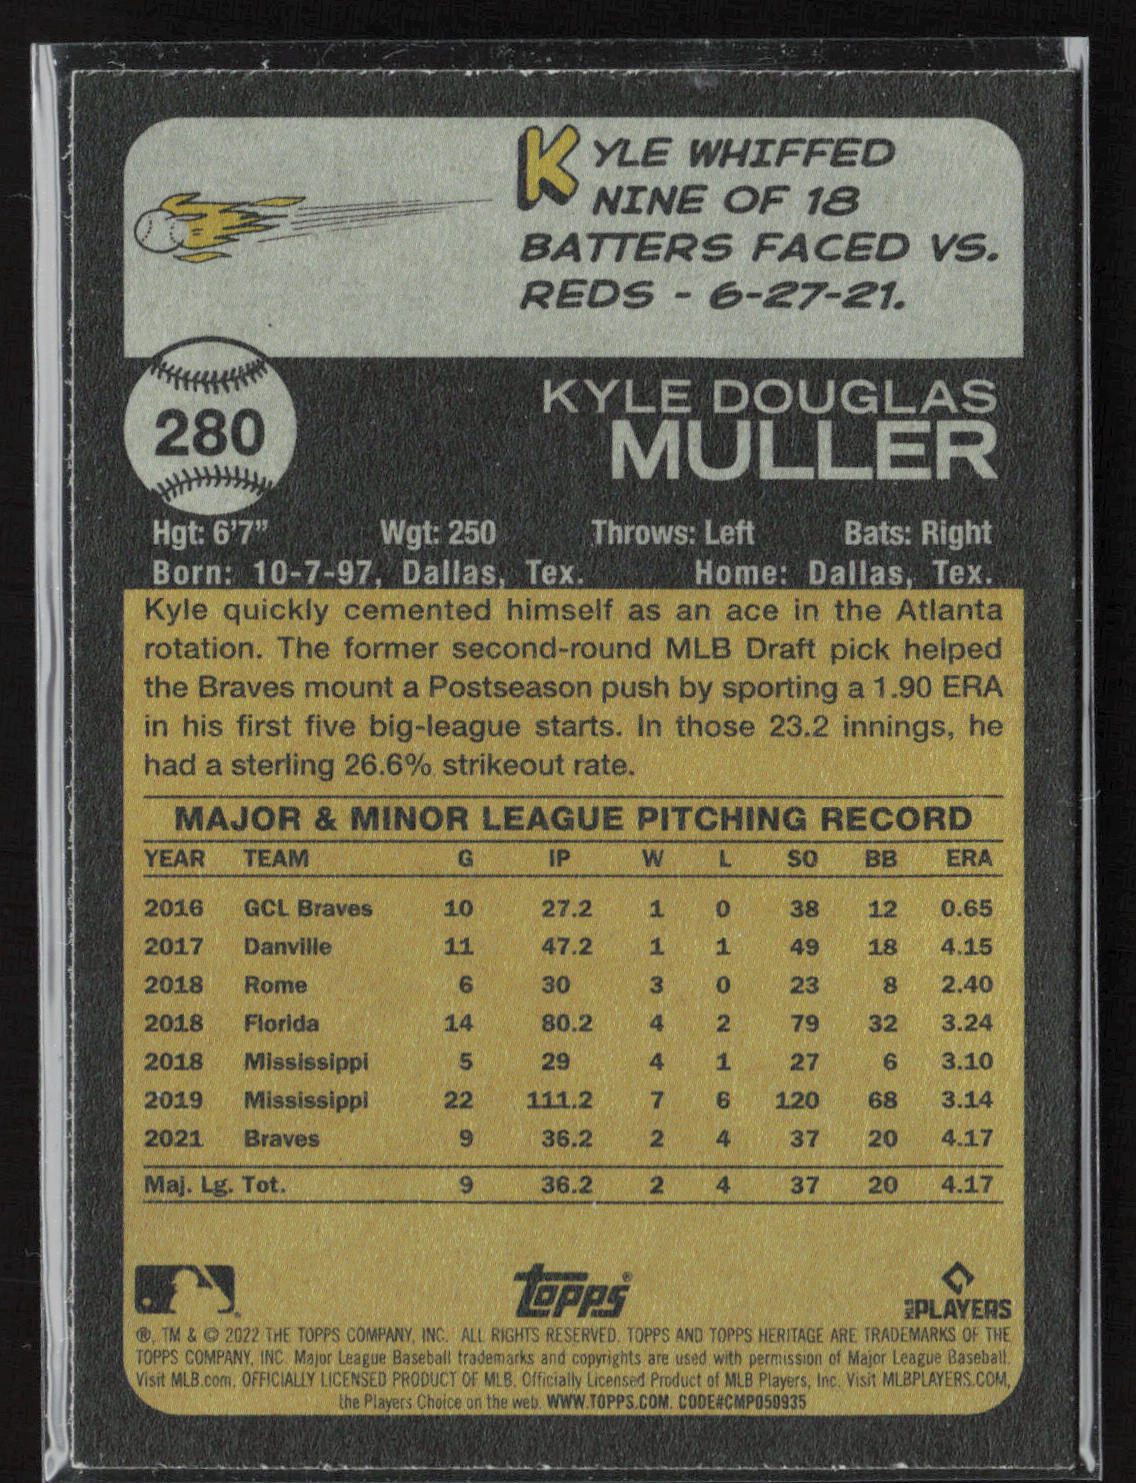 KYLE WHIFFED
NINE OF 18
BATTERS FACED VS.
REDS - 6-27-21.
280
KYLE DOUGLAS
MULLER
Hgt: 6'7" Wgt: 250 Throws: Left Bats: Right
Born: 10-7-97, Dallas, Tex. Home: Dallas, Tex.
Kyle quickly cemented himself as an ace in the Atlanta
rotation. The former second-round MLB Draft pick helped
the Braves mount a Postseason push by sporting a 1.90 ERA
in his first five big-league starts. In those 23.2 innings, he
had a sterling 26.6% strikeout rate.
MAJOR & MINOR LEAGUE PITCHING RECORD
YEAR TEAM G IP W L SO BB ERA
2016 GCL Braves 10 27.2 1 0 38 12 0.65
2017 Danville 11 47.2 1 1 49 18 4.15
2018 Rome 6 30 3 0 23 8 2.40
2018 Florida 14 80.2 4 2 79 32 3.24
2018 Mississippi 5 29 4 1 27 6 3.10
2019 Mississippi 22 111.2 7 6 120 68 3.14
2021 Braves 9 36.2 2 4 37 20 4.17
Maj. Lg. Tot. 9 36.2 2 4 37 20 4.17
Topps®
MLB PLAYERS
®, TM & © 2022 THE TOPPS COMPANY, INC. ALL RIGHTS RESERVED. TOPPS AND TOPPS HERITAGE ARE TRADEMARKS OF THE
TOPPS COMPANY, INC. Major League Baseball trademarks and copyrights are used with permission of Major League Baseball.
Visit MLB.com. OFFICIALLY LICENSED PRODUCT OF MLB. Officially Licensed Product of MLB Players, Inc. Visit MLBPLAYERS.COM,
the Players Choice on the web. WWW.TOPPS.COM. CODE#CMP050935